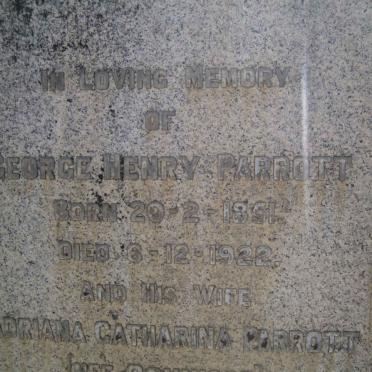 IN LOVING MEMORY
OF
GEORGE HENRY PARROTT
BORN 20-2-1851.
DIED 6-12-1922.
AND HIS WIFE
ADRIANA CATHARINA PARROTT